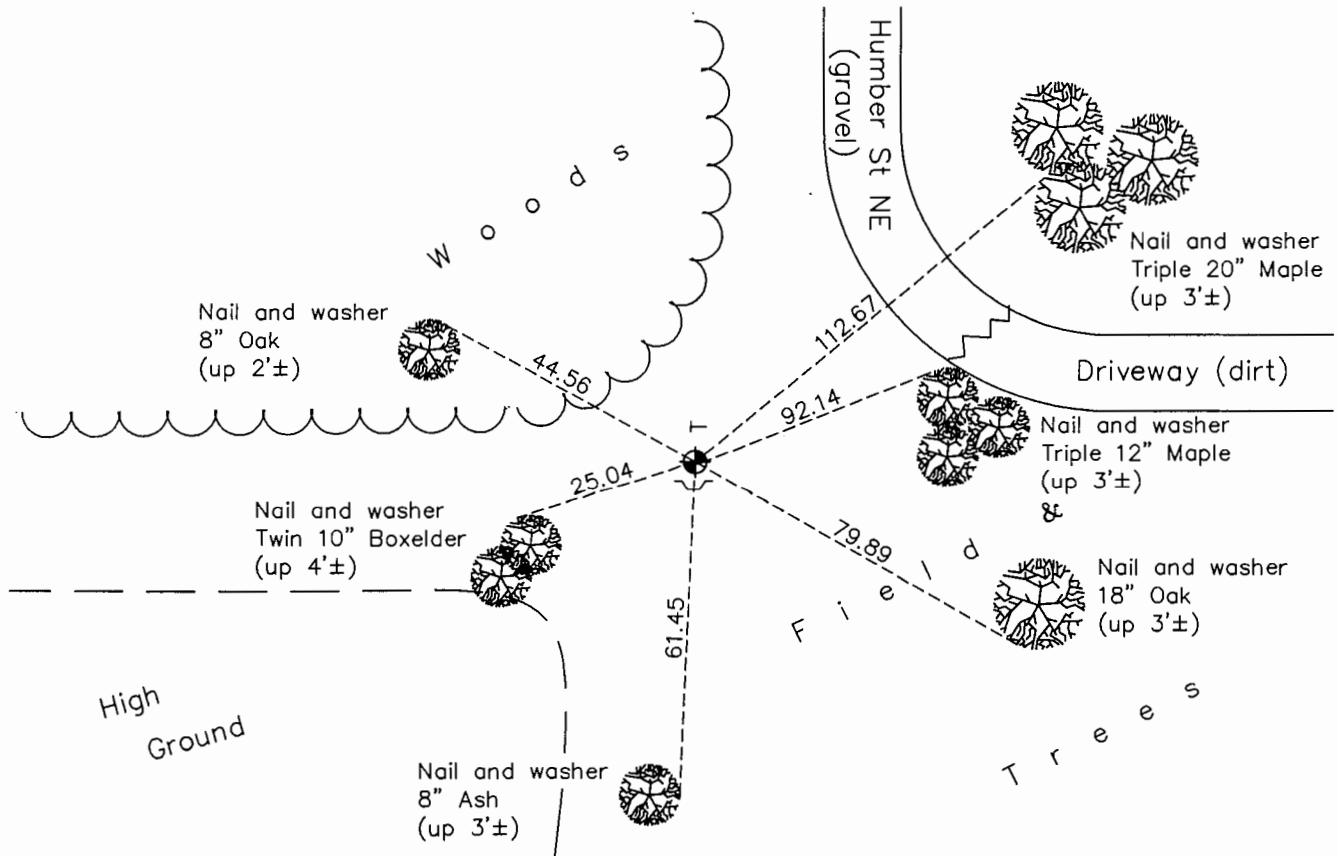 Humber St NE
(gravel)
Woods
Nail and washer
Triple 20" Maple
(up 3'±)
Nail and washer
8" Oak
(up 2'±)
112.67
44.56
Driveway (dirt)
92.14
T
Nail and washer
Triple 12" Maple
(up 3'±)
&
25.04
Nail and washer
Twin 10" Boxelder
(up 4'±)
79.89
Field
Nail and washer
18" Oak
(up 3'±)
61.45
High
Ground
Trees
Nail and washer
8" Ash
(up 3'±)